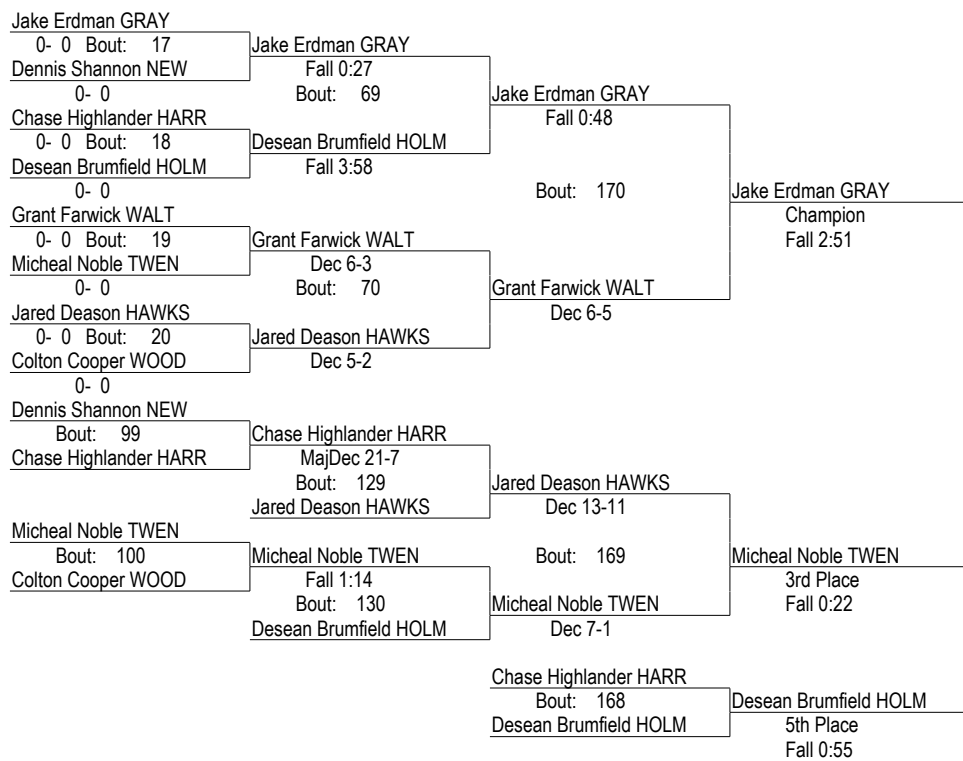 Jake Erdman GRAY
0- 0 Bout: 17
Jake Erdman GRAY
Dennis Shannon NEW
Fall 0:27
0- 0
Bout: 69
Jake Erdman GRAY
Chase Highlander HARR
Fall 0:48
0- 0 Bout: 18
Desean Brumfield HOLM
Desean Brumfield HOLM
Fall 3:58
0- 0
Bout: 170
Jake Erdman GRAY
Grant Farwick WALT
Champion
0- 0 Bout: 19
Grant Farwick WALT
Fall 2:51
Micheal Noble TWEN
Dec 6-3
0- 0
Bout: 70
Grant Farwick WALT
Jared Deason HAWKS
Dec 6-5
0- 0 Bout: 20
Jared Deason HAWKS
Colton Cooper WOOD
Dec 5-2
0- 0
Dennis Shannon NEW
Bout: 99
Chase Highlander HARR
Chase Highlander HARR
MajDec 21-7
Bout: 129
Jared Deason HAWKS
Jared Deason HAWKS
Dec 13-11
Micheal Noble TWEN
Bout: 100
Micheal Noble TWEN
Bout: 169
Micheal Noble TWEN
Colton Cooper WOOD
Fall 1:14
3rd Place
Bout: 130
Micheal Noble TWEN
Fall 0:22
Desean Brumfield HOLM
Dec 7-1
Chase Highlander HARR
Bout: 168
Desean Brumfield HOLM
Desean Brumfield HOLM
5th Place
Fall 0:55